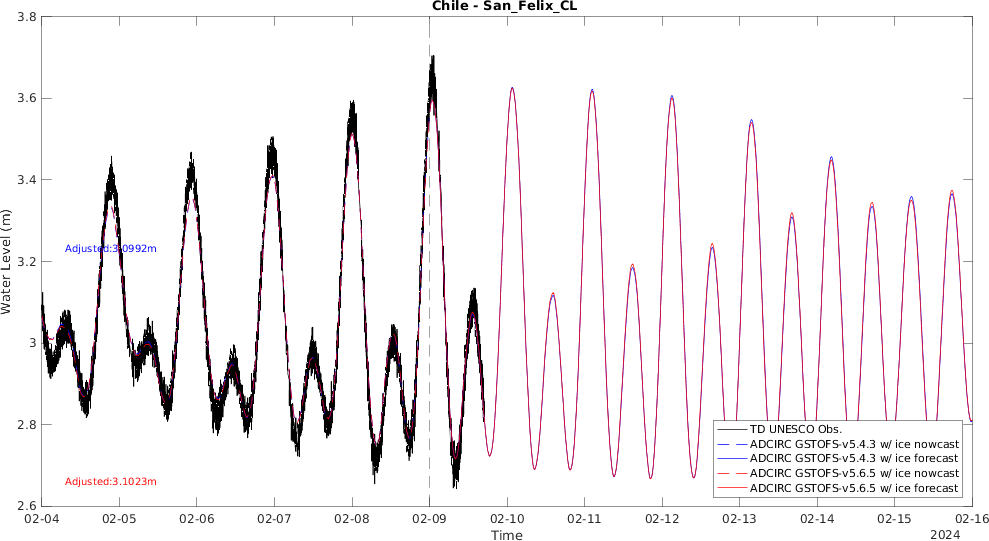 Chile - San_Felix_CL
3.8
3.6
3.4
3.2
3
2.8
2.6
Water Level (m)
Adjusted:3.0992m
Adjusted:3.1023m
TD UNESCO Obs.
ADCIRC GSTOFS-v5.4.3 w/ ice nowcast
ADCIRC GSTOFS-v5.4.3 w/ ice forecast
ADCIRC GSTOFS-v5.6.5 w/ ice nowcast
ADCIRC GSTOFS-v5.6.5 w/ ice forecast
02-04 02-05 02-06 02-07 02-08 02-09 02-10 02-11 02-12 02-13 02-14 02-15 02-16
Time
2024